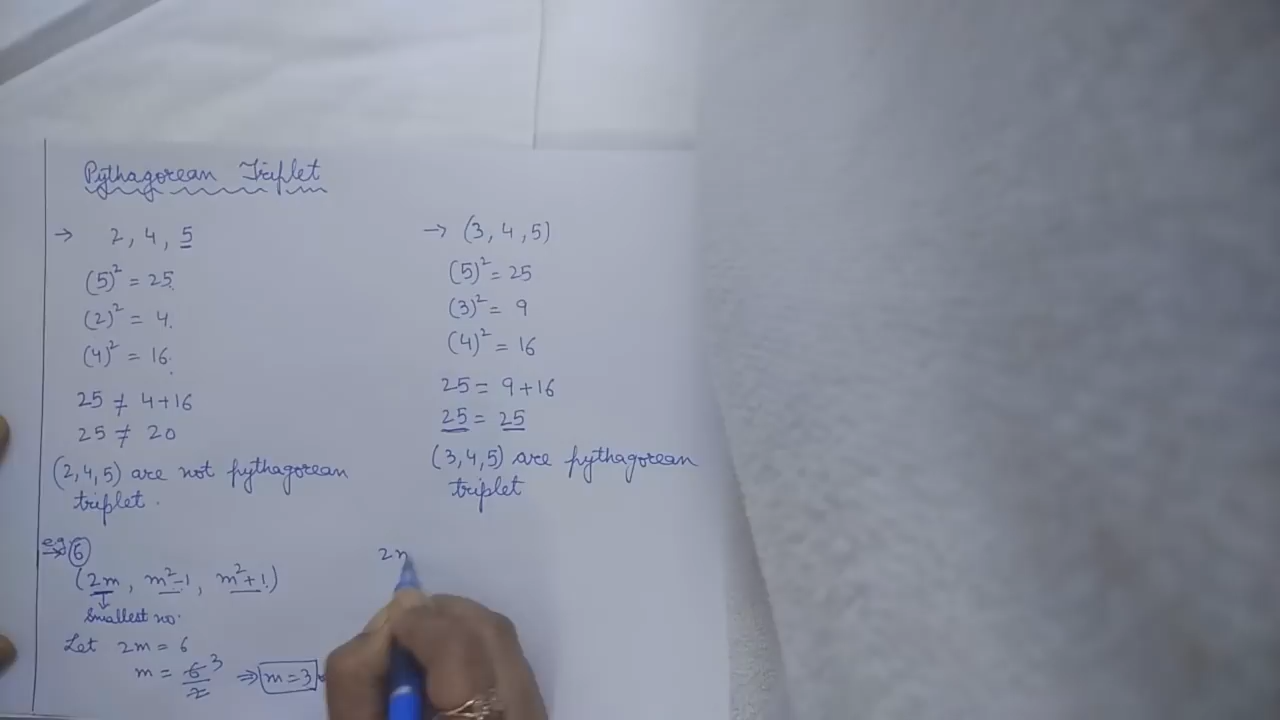 Pythagorean Triplet
→ 2, 4, 5
(5)² = 25
(2)² = 4
(4)² = 16
25 ≠ 4+16
25 ≠ 20
(2,4,5) are not pythagorean
triplet.
→ (3, 4, 5)
(5)² = 25
(3)² = 9
(4)² = 16
25 = 9+16
25 = 25
(3,4,5) are pythagorean
triplet
eg → 6
(2m, m²-1, m²+1)
↓
Smallest no.
Let 2m = 6
m = 6/2 3 ⇒ m=3